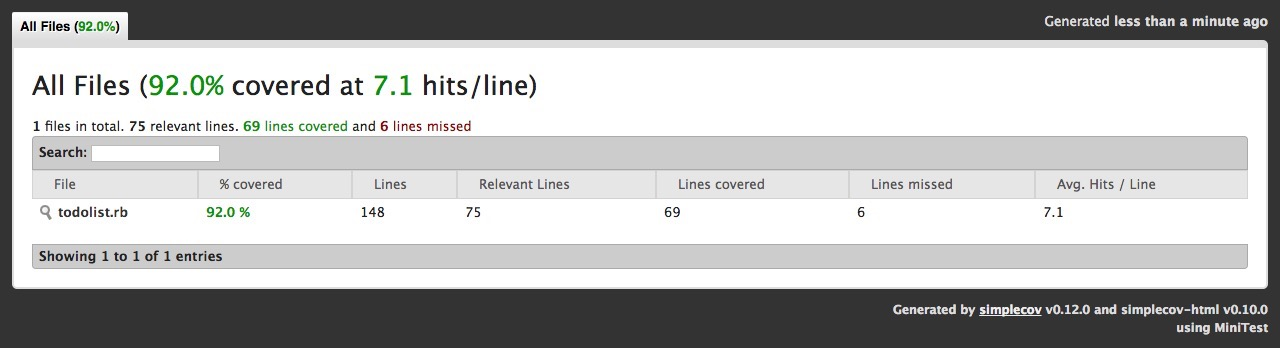 All Files (92.0%)
Generated less than a minute ago
All Files (92.0% covered at 7.1 hits/line)
1 files in total. 75 relevant lines. 69 lines covered and 6 lines missed
Search:
File % covered Lines Relevant Lines Lines covered Lines missed Avg. Hits / Line
todolist.rb 92.0 % 148 75 69 6 7.1
Showing 1 to 1 of 1 entries
Generated by simplecov v0.12.0 and simplecov-html v0.10.0
using MiniTest